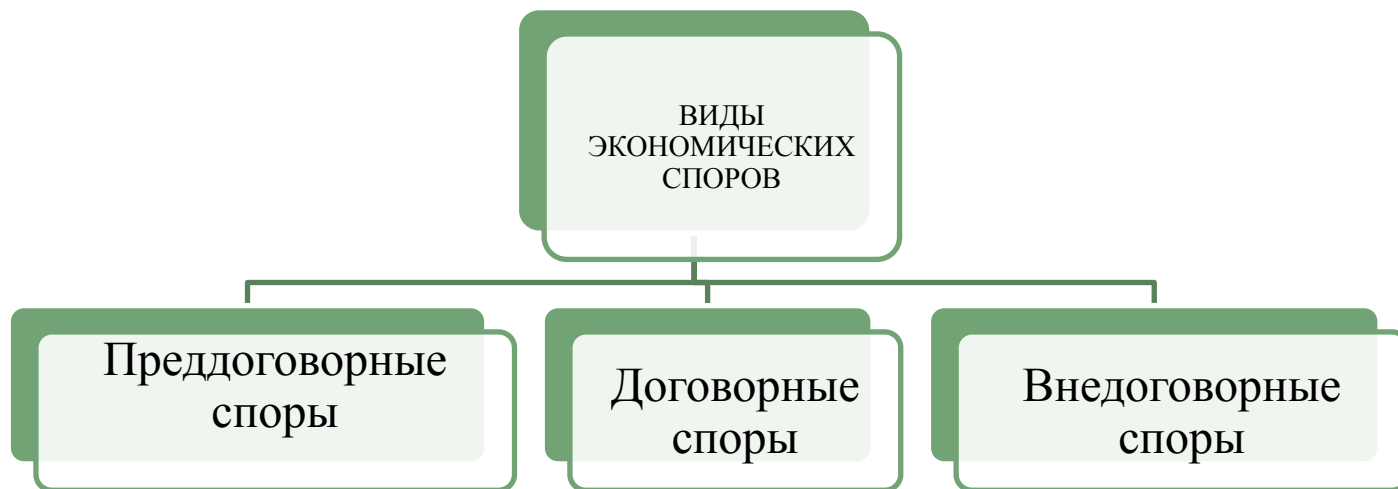 ВИДЫ
ЭКОНОМИЧЕСКИХ
СПОРОВ
Преддоговорные
споры
Договорные
споры
Внедоговорные
споры